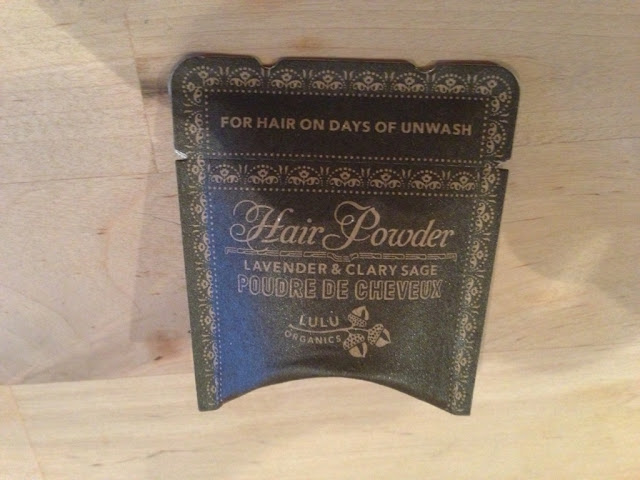 FOR HAIR ON DAYS OF UNWASH
Hair Powder
LAVENDER & CLARY SAGE
POUDRE DE CHEVEUX
LULU
ORGANICS